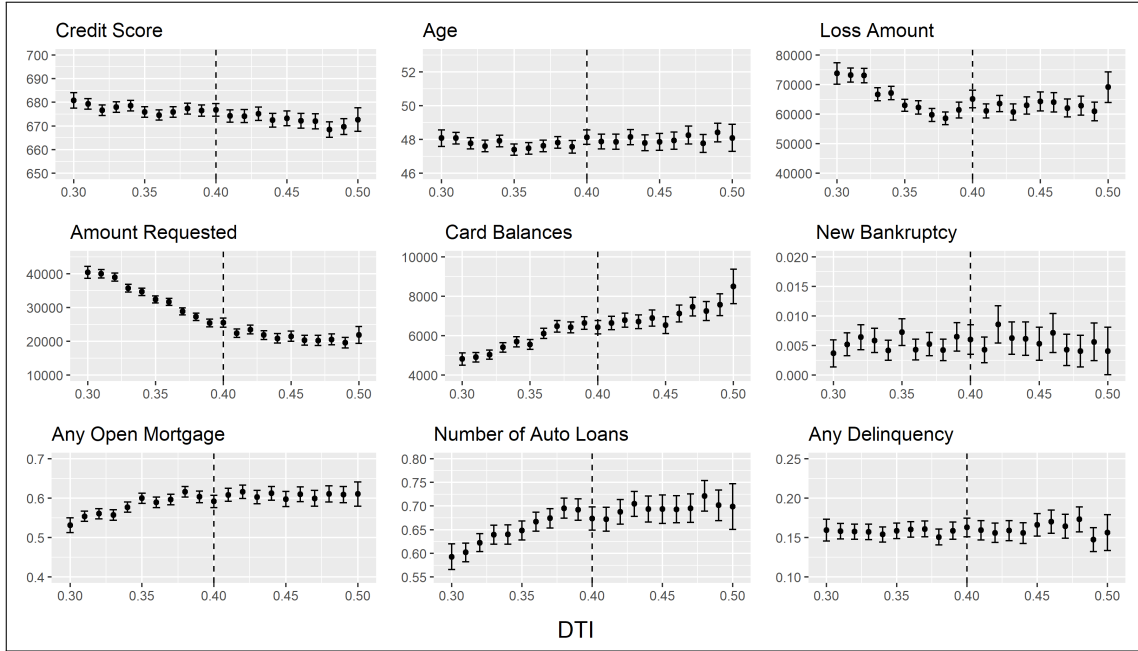 Credit Score
700
690
680
670
660
650
0.30 0.35 0.40 0.45 0.50
Age
52
50
48
46
0.30 0.35 0.40 0.45 0.50
Loss Amount
80000
70000
60000
50000
40000
0.30 0.35 0.40 0.45 0.50
Amount Requested
40000
30000
20000
10000
0.30 0.35 0.40 0.45 0.50
Card Balances
10000
8000
6000
4000
0.30 0.35 0.40 0.45 0.50
New Bankruptcy
0.020
0.015
0.010
0.005
0.000
0.30 0.35 0.40 0.45 0.50
Any Open Mortgage
0.7
0.6
0.5
0.4
0.30 0.35 0.40 0.45 0.50
Number of Auto Loans
0.80
0.75
0.70
0.65
0.60
0.55
0.30 0.35 0.40 0.45 0.50
Any Delinquency
0.25
0.20
0.15
0.10
0.30 0.35 0.40 0.45 0.50
DTI